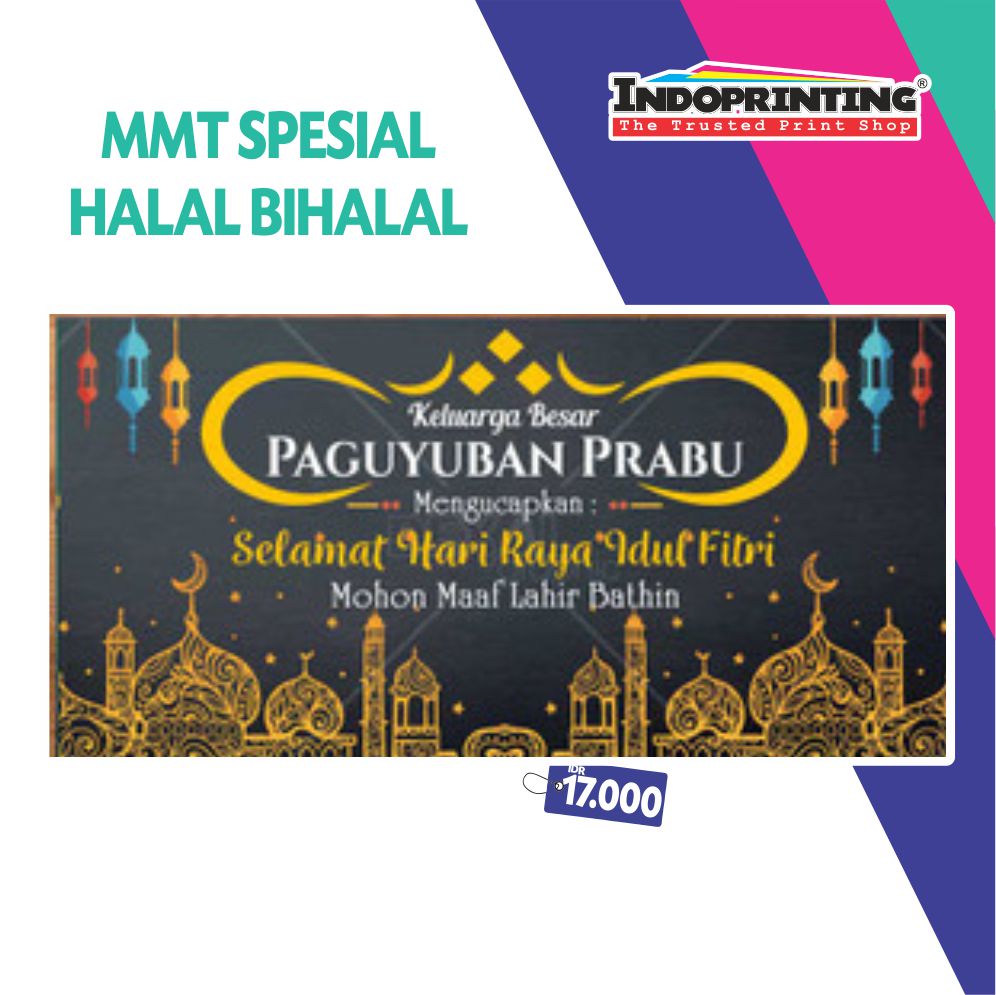 INDOPRINTING®
The Trusted Print Shop
MMT SPESIAL
HALAL BIHALAL
Keluarga Besar
PAGUYUBAN PRABU
Mengucapkan :
Selamat Hari Raya Idul Fitri
Mohon Maaf Lahir Bathin
IDR
17.000